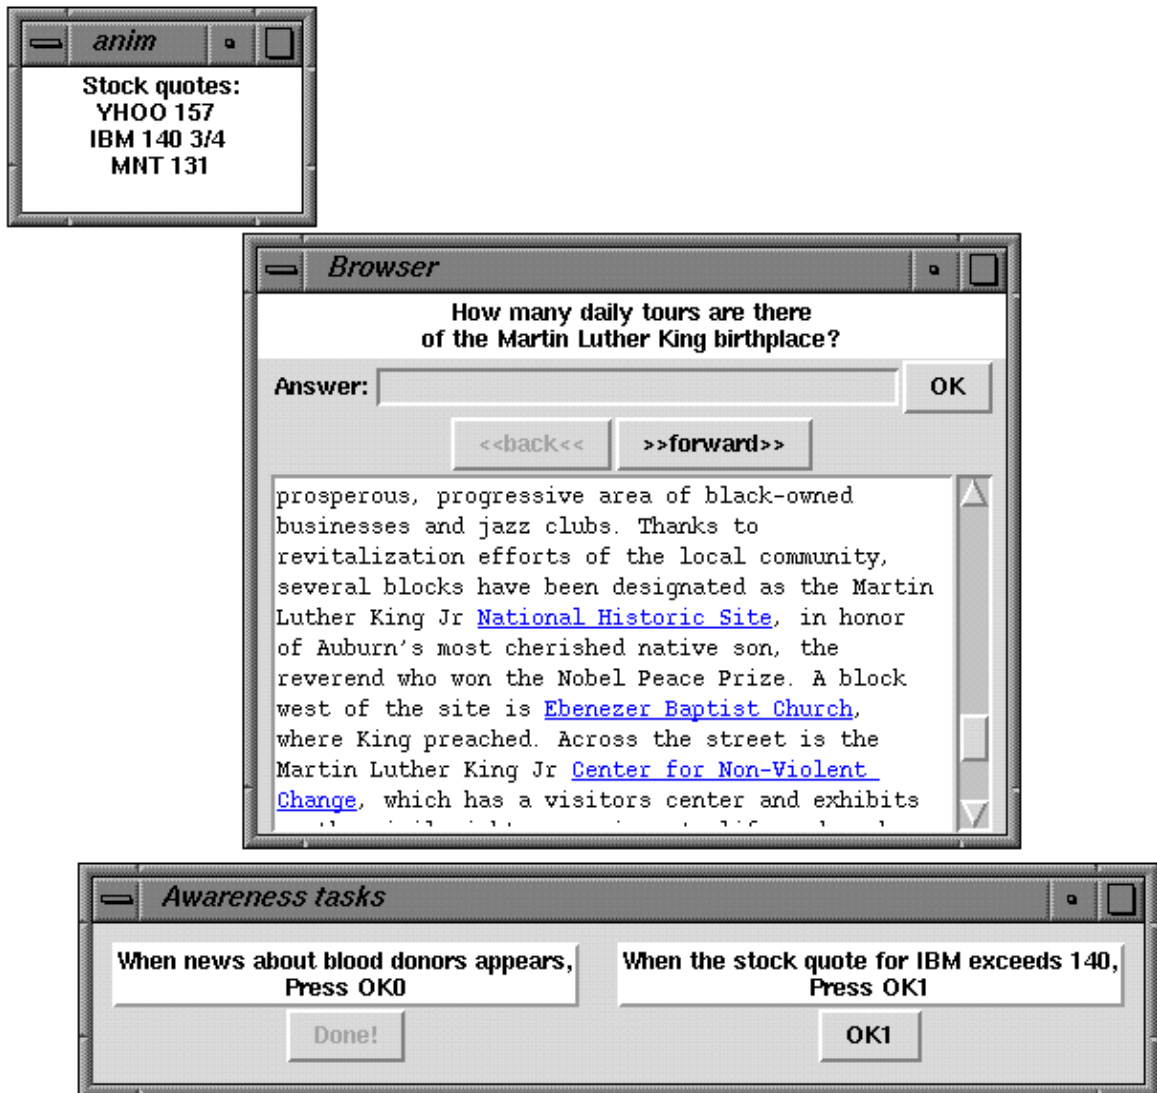 anim
Stock quotes:
YHOO 157
IBM 140 3/4
MNT 131
Browser
How many daily tours are there
of the Martin Luther King birthplace?
Answer:
OK
<<back<<
>>forward>>
prosperous, progressive area of black-owned
businesses and jazz clubs. Thanks to
revitalization efforts of the local community,
several blocks have been designated as the Martin
Luther King Jr National Historic Site, in honor
of Auburn's most cherished native son, the
reverend who won the Nobel Peace Prize. A block
west of the site is Ebenezer Baptist Church,
where King preached. Across the street is the
Martin Luther King Jr Center for Non-Violent
Change, which has a visitors center and exhibits
Awareness tasks
When news about blood donors appears,
Press OK0
Done!
When the stock quote for IBM exceeds 140,
Press OK1
OK1